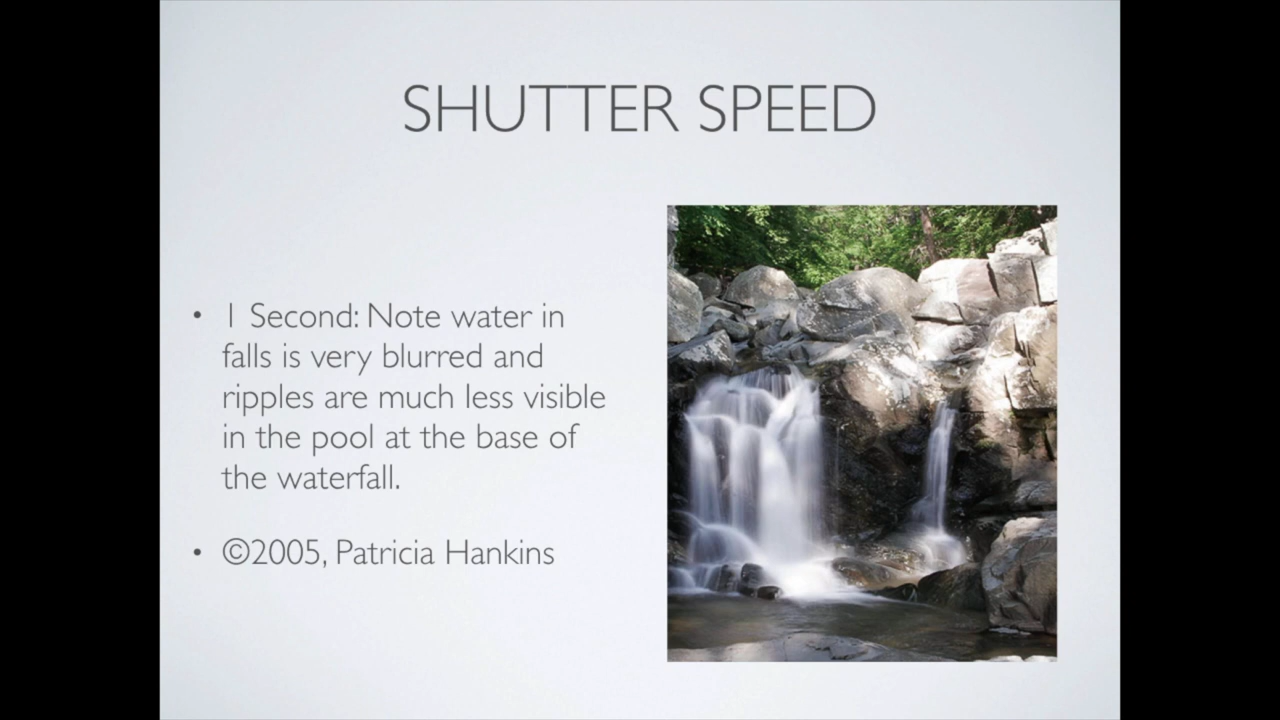 SHUTTER SPEED
• 1 Second: Note water in
falls is very blurred and
ripples are much less visible
in the pool at the base of
the waterfall.
• ©2005, Patricia Hankins